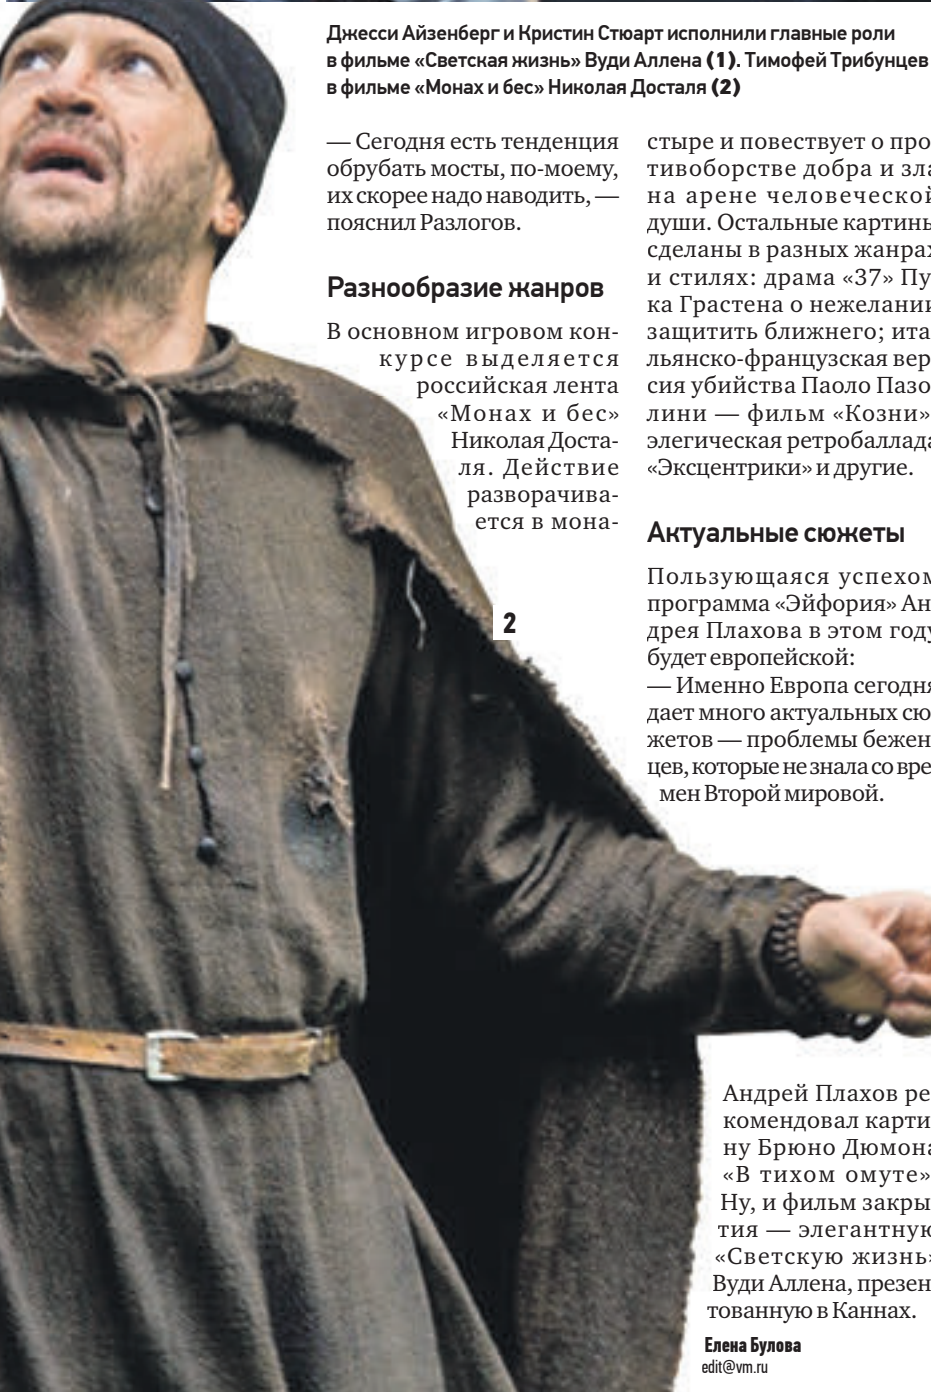 Джесси Айзенберг и Кристин Стюарт исполнили главные роли
в фильме «Светская жизнь» Вуди Аллена (1). Тимофей Трибунцев
в фильме «Монах и бес» Николая Досталя (2)
— Сегодня есть тенденция
обрубать мосты, по-моему,
их скорее надо наводить, —
пояснил Разлогов.
Разнообразие жанров
В основном игровом кон-
курсе выделяется
российская лента
«Монах и бес»
Николая Доста-
ля. Действие
разворачива-
ется в мона-
2
стыре и повествует о про
тивоборстве добра и зла
на арене человеческой
души. Остальные картины
сделаны в разных жанрах
и стилях: драма «37» Пу
ка Грастена о нежелании
защитить ближнего; ита
льянско-французская вер
сия убийства Паоло Пазо
лини — фильм «Козни»
элегическая ретробаллада
«Эксцентрики» и другие.
Актуальные сюжеты
Пользующаяся успехом
программа «Эйфория» Ан
дрея Плахова в этом году
будет европейской:
— Именно Европа сегодня
дает много актуальных сю
жетов — проблемы бежен
цев, которые не знала со вре
мен Второй мировой.
Андрей Плахов ре
комендовал карти
ну Брюно Дюмона
«В тихом омуте»
Ну, и фильм закры
тия — элегантную
«Светскую жизнь»
Вуди Аллена, презен
тованную в Каннах.
Елена Булова
edit@vm.ru